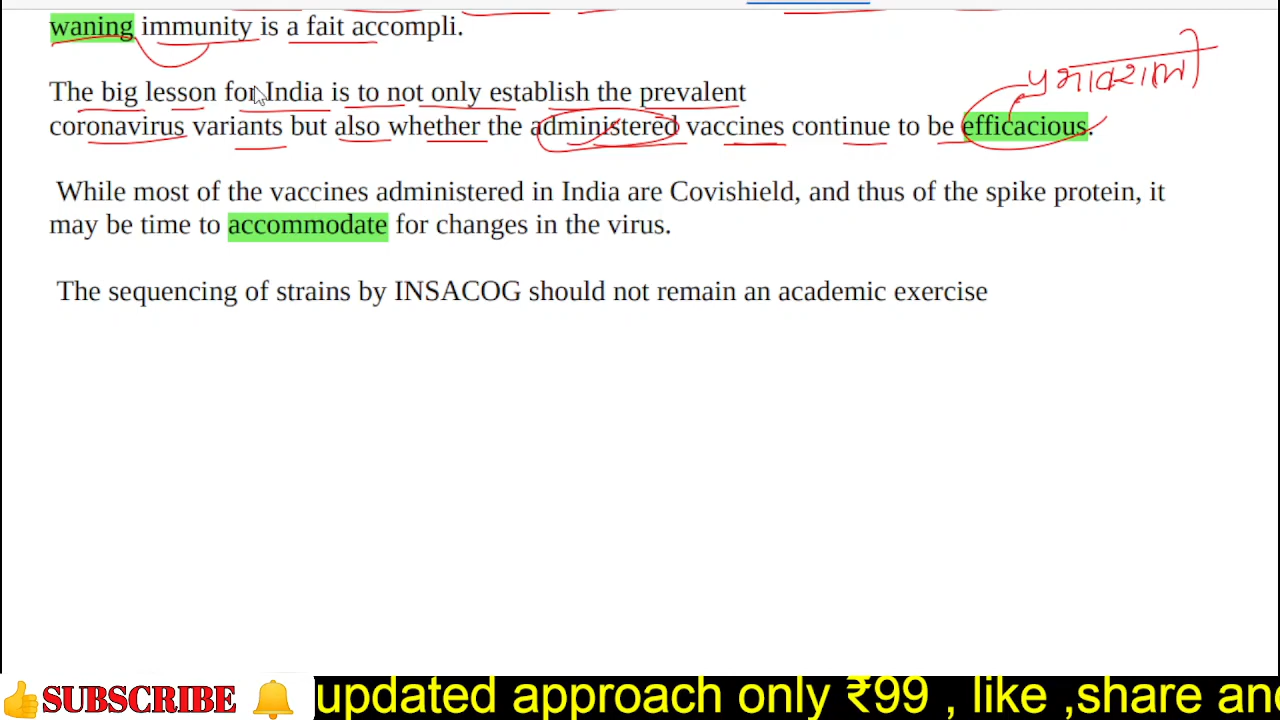 waning immunity is a fait accompli.
प्रभावशाली
The big lesson for India is to not only establish the prevalent
coronavirus variants but also whether the administered vaccines continue to be efficacious.
While most of the vaccines administered in India are Covishield, and thus of the spike protein, it
may be time to accommodate for changes in the virus.
The sequencing of strains by INSACOG should not remain an academic exercise
SUBSCRIBE updated approach only ₹99 , like ,share and